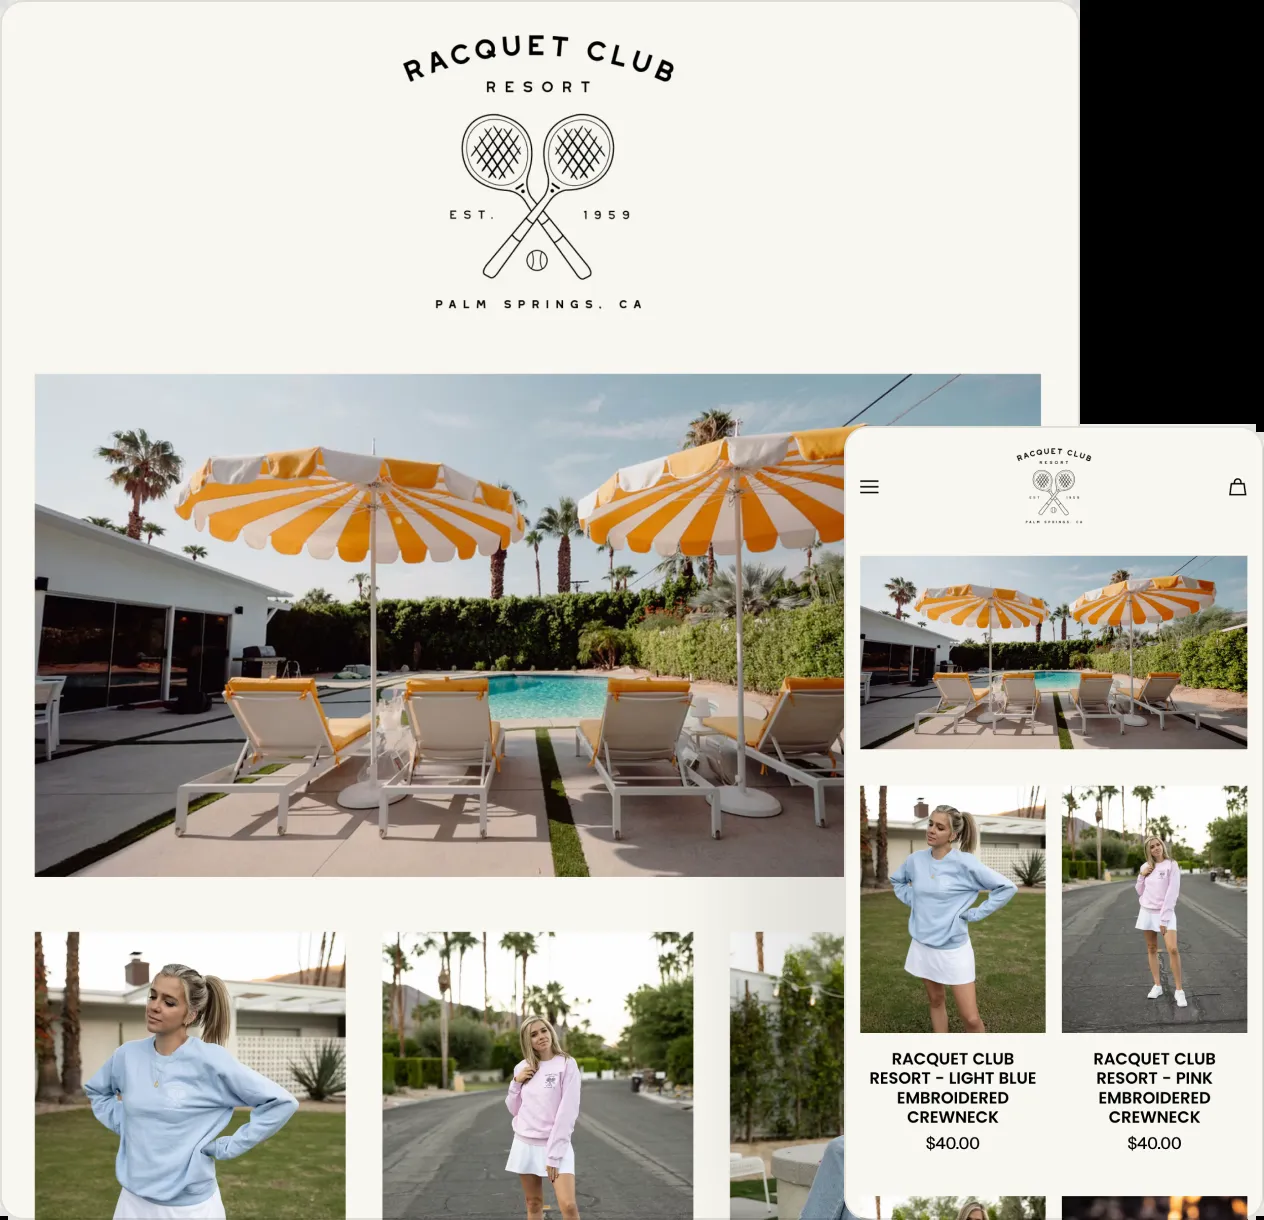 RACQUET CLUB
RESORT
EST. 1959
PALM SPRINGS, CA
RACQUET CLUB
RESORT
EST 1959
PALM SPRINGS, CA
RACQUET CLUB
RESORT - LIGHT BLUE
EMBROIDERED
CREWNECK
$40.00
RACQUET CLUB
RESORT - PINK
EMBROIDERED
CREWNECK
$40.00